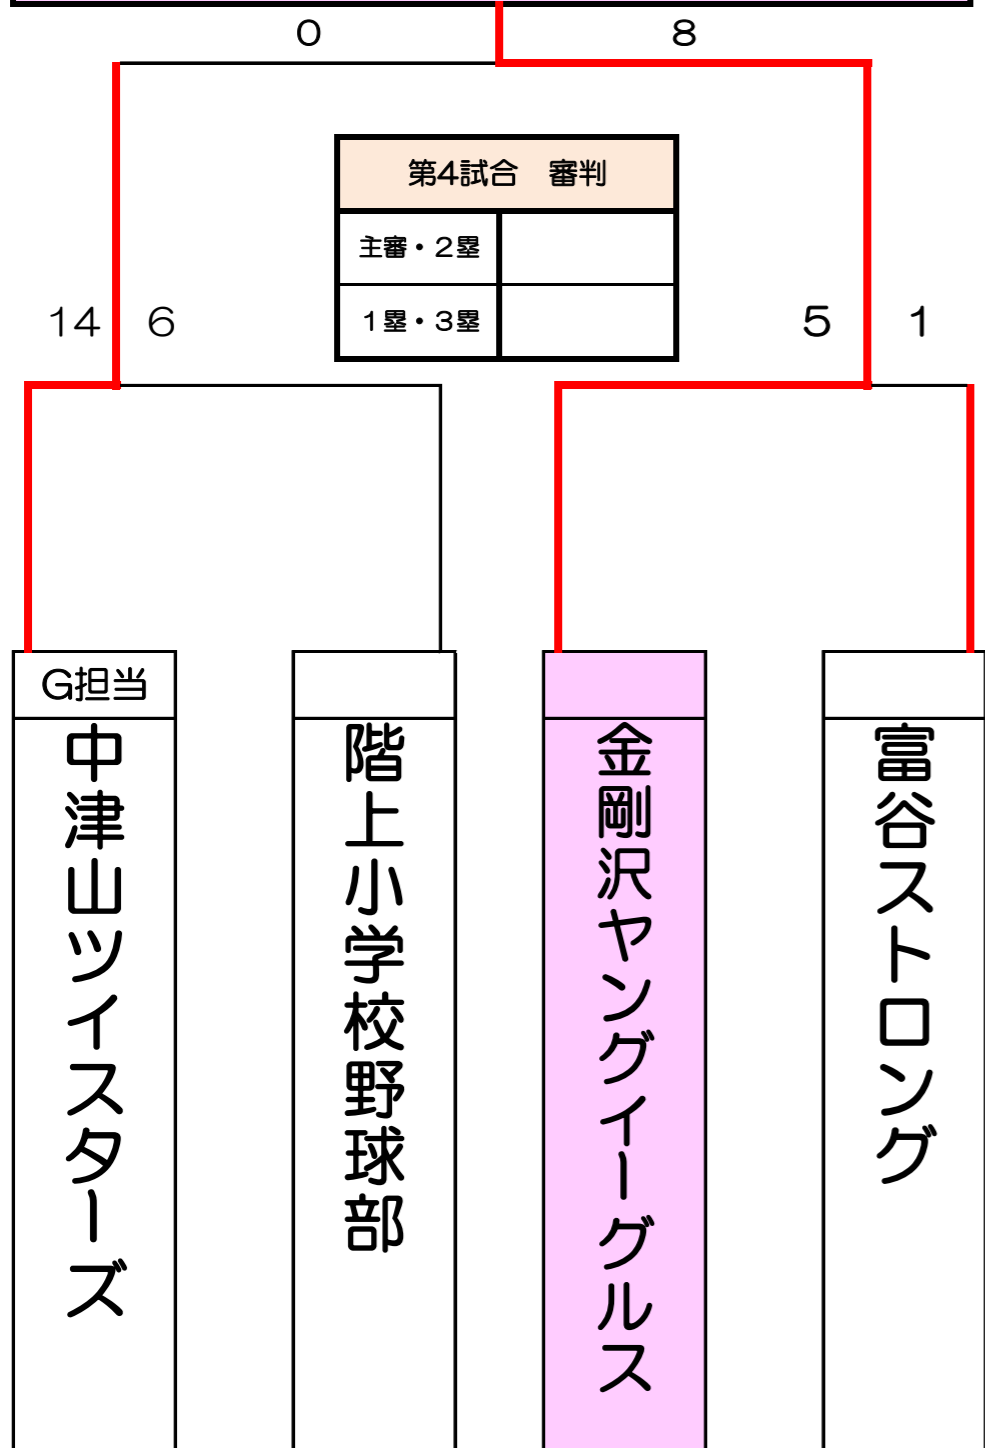 0 8
第4試合　審判
主審・２塁
１塁・３塁
14 6 5 1
G担当
中津山ツイスターズ
階上小学校野球部
金剛沢ヤングイーグルス
富谷ストロング